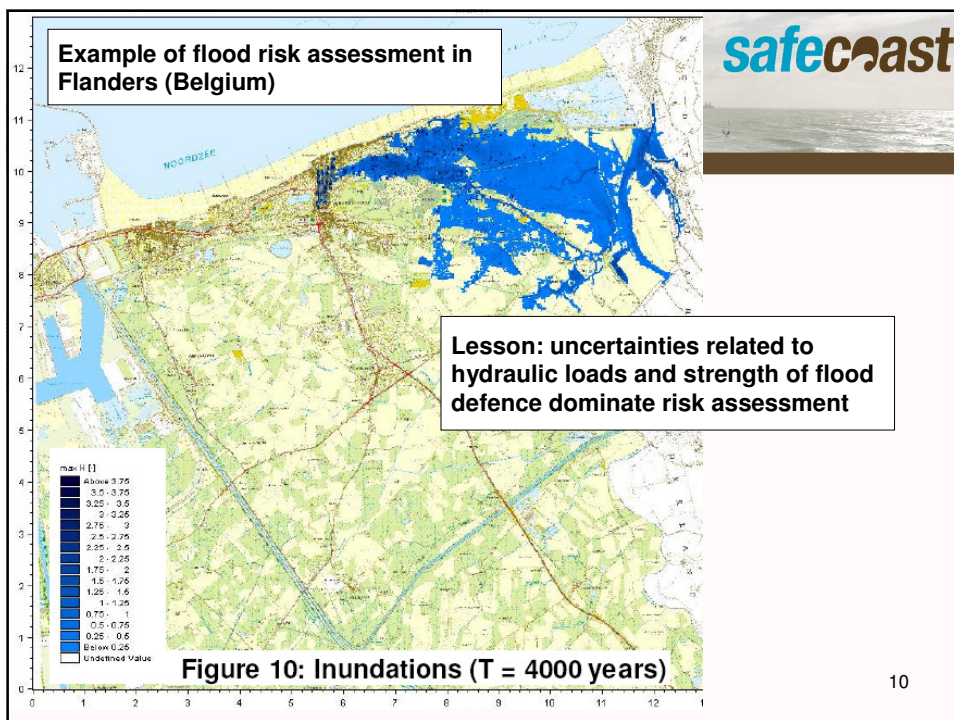 Example of flood risk assessment in
Flanders (Belgium)
safecoast
NOORDZEE
Lesson: uncertainties related to
hydraulic loads and strength of flood
defence dominate risk assessment
max H [-]
Above 3.75
3.5 - 3.75
3.25 - 3.5
3 - 3.25
2.75 - 3
2.5 - 2.75
2.25 - 2.5
2 - 2.25
1.75 - 2
1.5 - 1.75
1.25 - 1.5
1 - 1.25
0.75 - 1
0.5 - 0.75
0.25 - 0.5
Below 0.25
Undefined Value
Figure 10: Inundations (T = 4000 years)
10
12
11
10
9
8
7
6
5
4
3
2
1
0
0 1 2 3 4 5 6 7 8 9 10 11 12